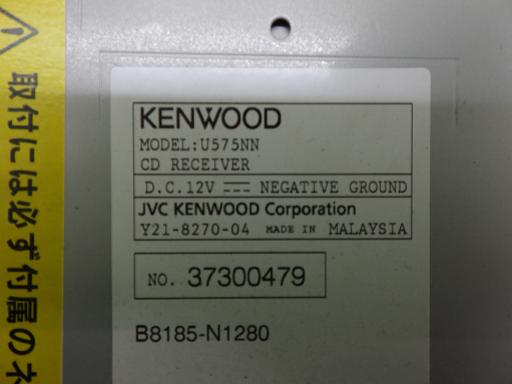 KENWOOD
MODEL:U575NN
CD RECEIVER
D.C.12V ⎓ NEGATIVE GROUND
JVC KENWOOD Corporation
Y21-8270-04 MADE IN MALAYSIA
NO. 37300479
B8185-N1280
取付には必ず付属のネ